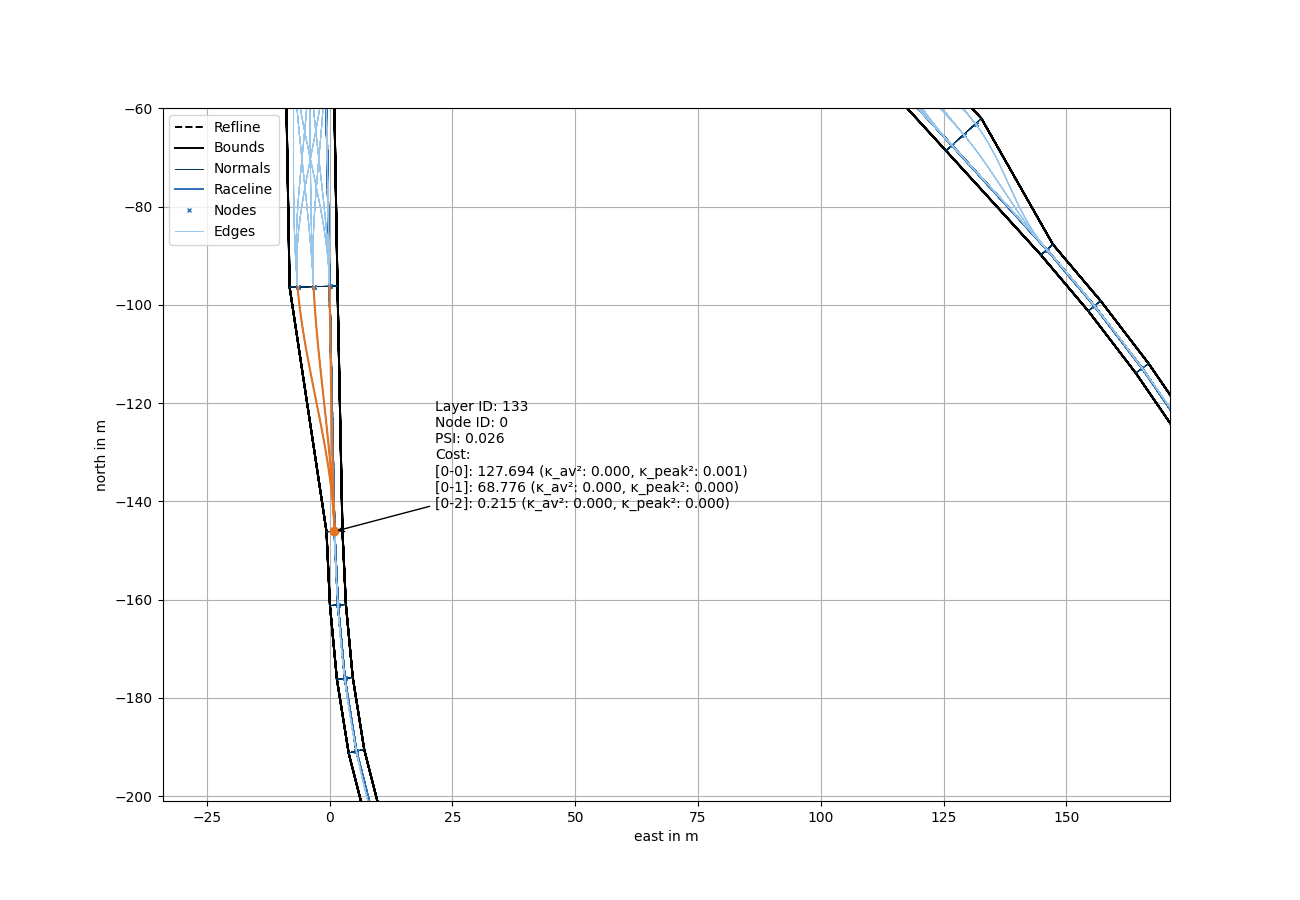 −60
−80
−100
−120
−140
−160
−180
−200
north in m
Refline
Bounds
Normals
Raceline
Nodes
Edges
Layer ID: 133
Node ID: 0
PSI: 0.026
Cost:
[0-0]: 127.694 (κ_av²: 0.000, κ_peak²: 0.001)
[0-1]: 68.776 (κ_av²: 0.000, κ_peak²: 0.000)
[0-2]: 0.215 (κ_av²: 0.000, κ_peak²: 0.000)
−25 0 25 50 75 100 125 150
east in m